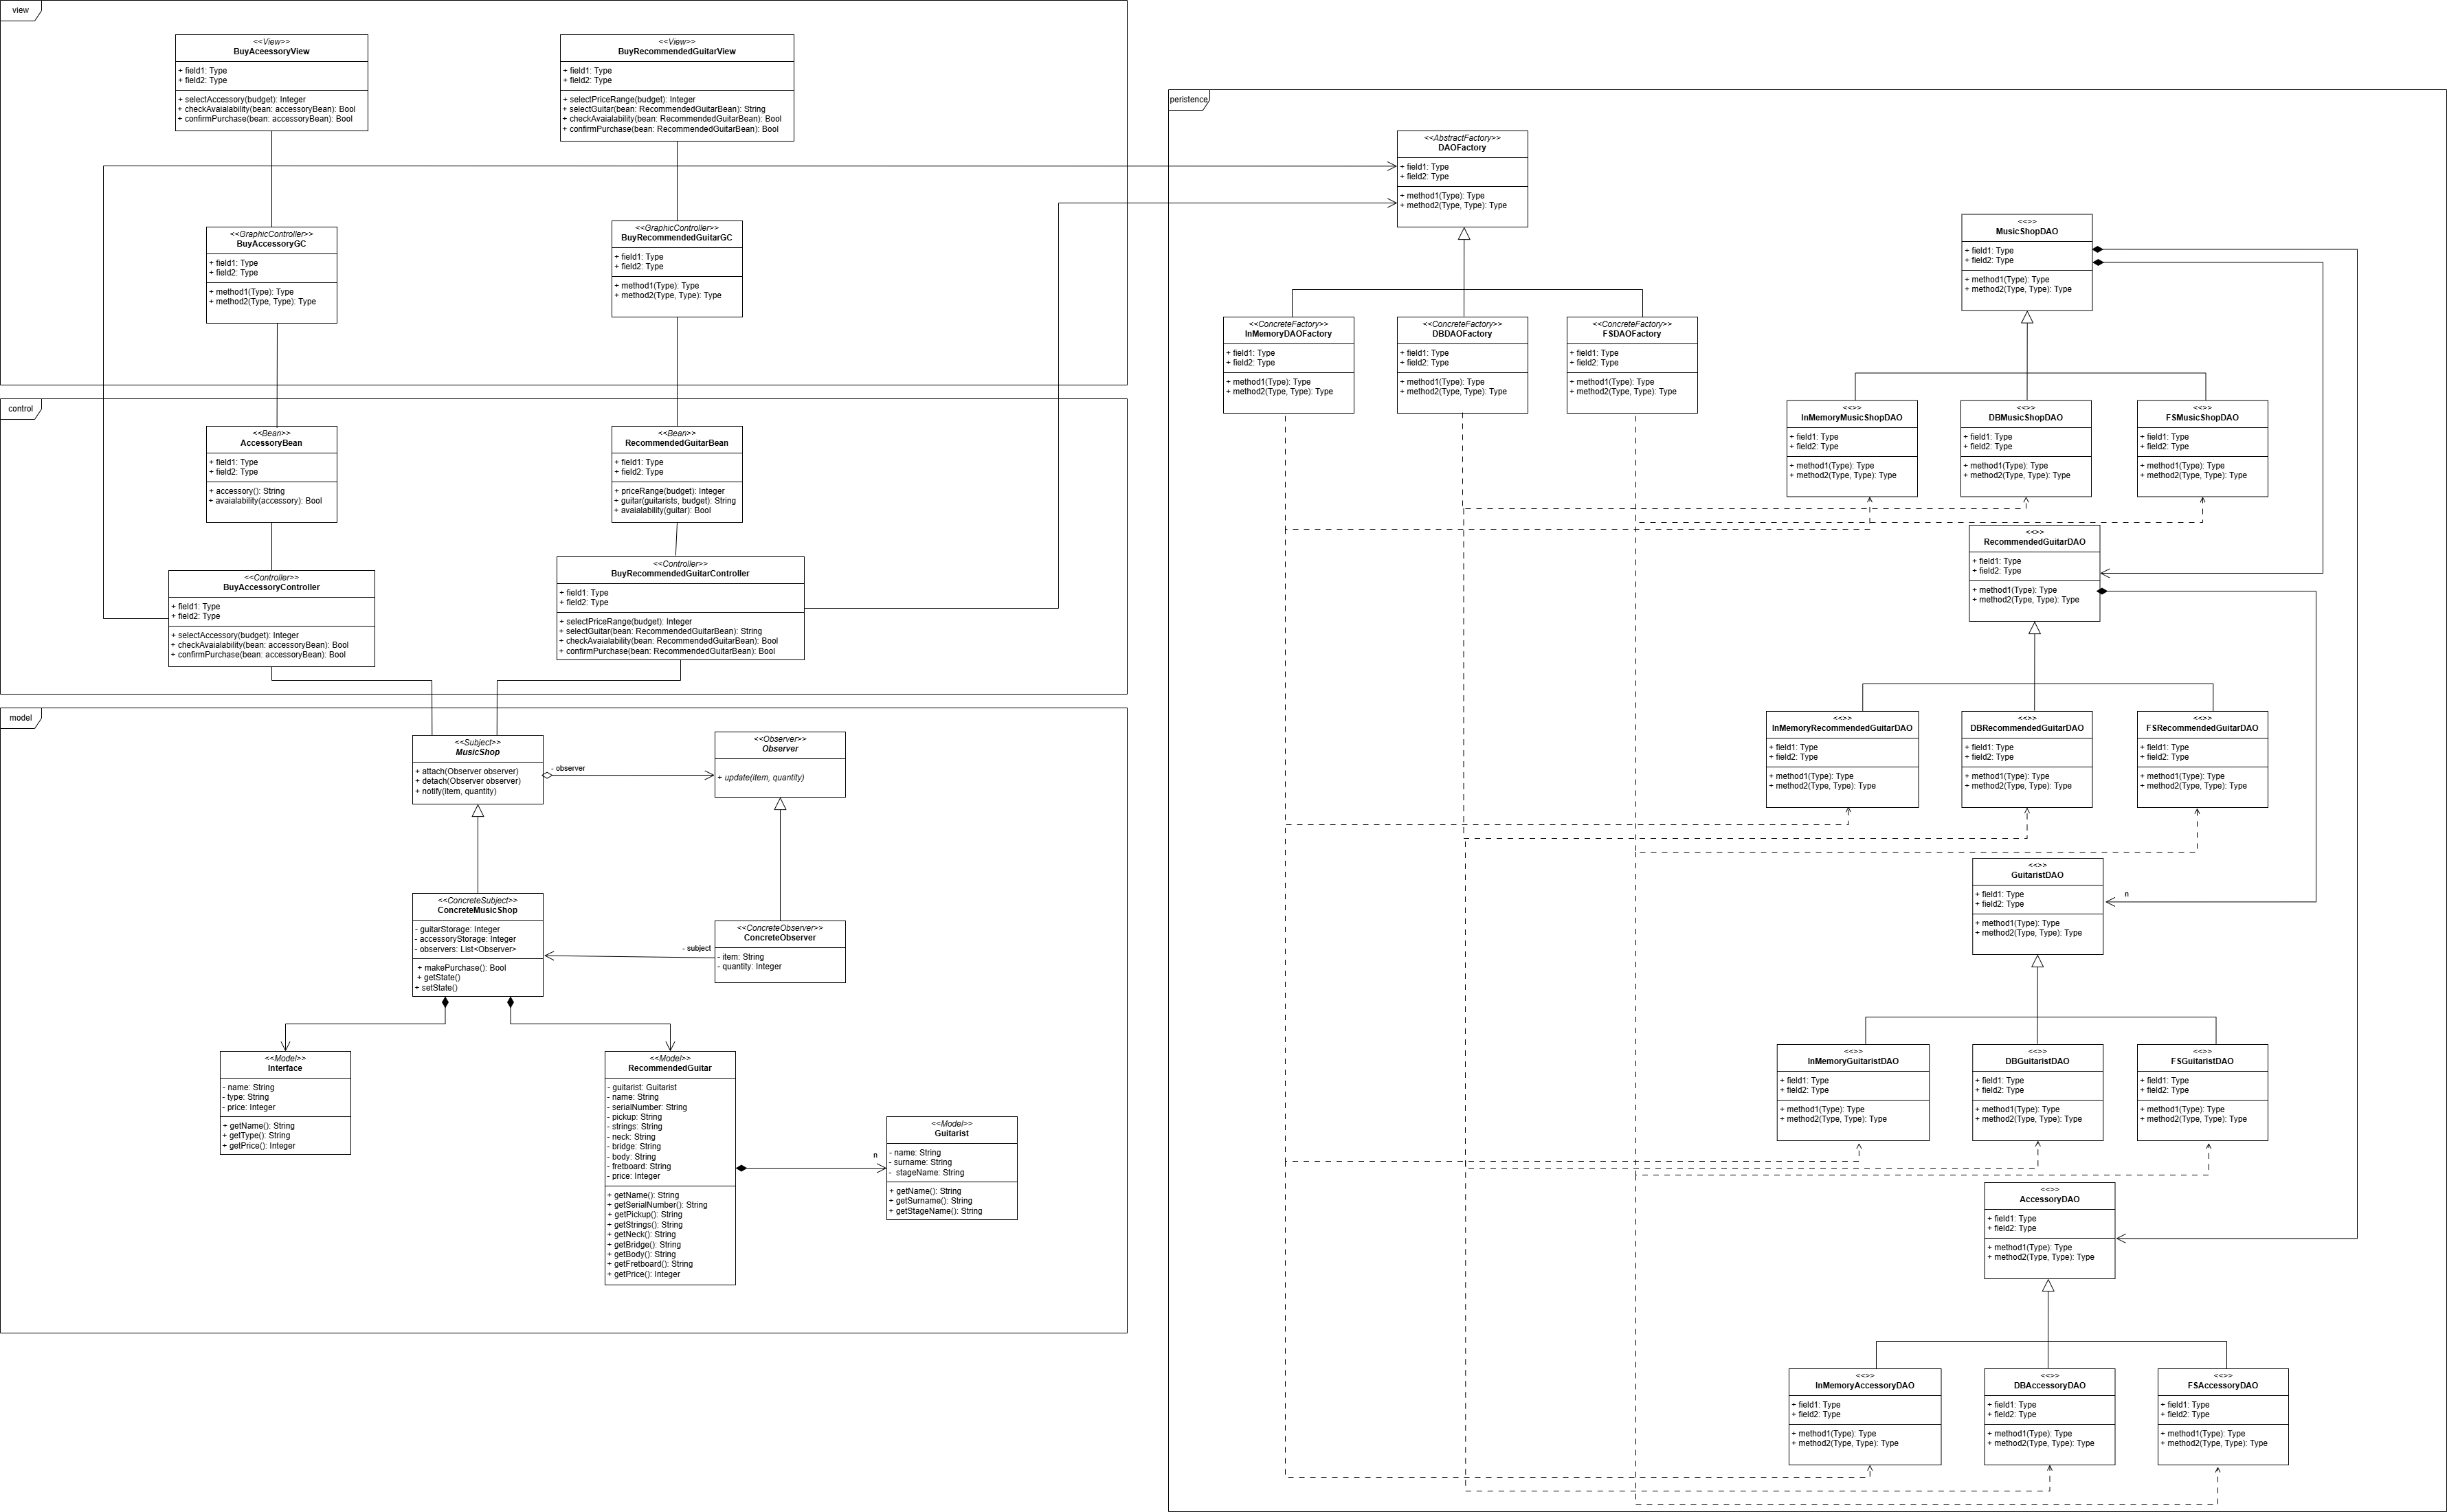 view
<<View>>
BuyAceessoryView
+ field1: Type
+ field2: Type
+ selectAccessory(budget): Integer
+ checkAvaialability(bean: accessoryBean): Bool
+ confirmPurchase(bean: accessoryBean): Bool
<<View>>
BuyRecommendedGuitarView
+ field1: Type
+ field2: Type
+ selectPriceRange(budget): Integer
+ selectGuitar(bean: RecommendedGuitarBean): String
+ checkAvaialability(bean: RecommendedGuitarBean): Bool
+ confirmPurchase(bean: RecommendedGuitarBean): Bool
<<GraphicController>>
BuyAccessoryGC
+ field1: Type
+ field2: Type
+ method1(Type): Type
+ method2(Type, Type): Type
<<GraphicController>>
BuyRecommendedGuitarGC
+ field1: Type
+ field2: Type
+ method1(Type): Type
+ method2(Type, Type): Type
control
<<Bean>>
AccessoryBean
+ field1: Type
+ field2: Type
+ accessory(): String
+ avaialability(accessory): Bool
<<Bean>>
RecommendedGuitarBean
+ field1: Type
+ field2: Type
+ priceRange(budget): Integer
+ guitar(guitarists, budget): String
+ avaialability(guitar): Bool
<<Controller>>
BuyAccessoryController
+ field1: Type
+ field2: Type
+ selectAccessory(budget): Integer
+ checkAvaialability(bean: accessoryBean): Bool
+ confirmPurchase(bean: accessoryBean): Bool
<<Controller>>
BuyRecommendedGuitarController
+ field1: Type
+ field2: Type
+ selectPriceRange(budget): Integer
+ selectGuitar(bean: RecommendedGuitarBean): String
+ checkAvaialability(bean: RecommendedGuitarBean): Bool
+ confirmPurchase(bean: RecommendedGuitarBean): Bool
model
<<Subject>>
MusicShop
+ attach(Observer observer)
+ detach(Observer observer)
+ notify(item, quantity)
- observer
<<Observer>>
Observer
+ update(item, quantity)
<<ConcreteSubject>>
ConcreteMusicShop
- guitarStorage: Integer
- accessoryStorage: Integer
- observers: List<Observer>
+ makePurchase(): Bool
+ getState()
+ setState()
- subject
<<ConcreteObserver>>
ConcreteObserver
- item: String
- quantity: Integer
<<Model>>
Interface
- name: String
- type: String
- price: Integer
+ getName(): String
+ getType(): String
+ getPrice(): Integer
<<Model>>
RecommendedGuitar
- guitarist: Guitarist
- name: String
- serialNumber: String
- pickup: String
- strings: String
- neck: String
- bridge: String
- body: String
- fretboard: String
- price: Integer
+ getName(): String
+ getSerialNumber(): String
+ getPickup(): String
+ getStrings(): String
+ getNeck(): String
+ getBridge(): String
+ getBody(): String
+ getFretboard(): String
+ getPrice(): Integer
n
<<Model>>
Guitarist
- name: String
- surname: String
- stageName: String
+ getName(): String
+ getSurname(): String
+ getStageName(): String
peristence
<<AbstractFactory>>
DAOFactory
+ field1: Type
+ field2: Type
+ method1(Type): Type
+ method2(Type, Type): Type
<<ConcreteFactory>>
InMemoryDAOFactory
+ field1: Type
+ field2: Type
+ method1(Type): Type
+ method2(Type, Type): Type
<<ConcreteFactory>>
DBDAOFactory
+ field1: Type
+ field2: Type
+ method1(Type): Type
+ method2(Type, Type): Type
<<ConcreteFactory>>
FSDAOFactory
+ field1: Type
+ field2: Type
+ method1(Type): Type
+ method2(Type, Type): Type
<<>>
MusicShopDAO
+ field1: Type
+ field2: Type
+ method1(Type): Type
+ method2(Type, Type): Type
<<>>
InMemoryMusicShopDAO
+ field1: Type
+ field2: Type
+ method1(Type): Type
+ method2(Type, Type): Type
<<>>
DBMusicShopDAO
+ field1: Type
+ field2: Type
+ method1(Type): Type
+ method2(Type, Type): Type
<<>>
FSMusicShopDAO
+ field1: Type
+ field2: Type
+ method1(Type): Type
+ method2(Type, Type): Type
<<>>
RecommendedGuitarDAO
+ field1: Type
+ field2: Type
+ method1(Type): Type
+ method2(Type, Type): Type
<<>>
InMemoryRecommendedGuitarDAO
+ field1: Type
+ field2: Type
+ method1(Type): Type
+ method2(Type, Type): Type
<<>>
DBRecommendedGuitarDAO
+ field1: Type
+ field2: Type
+ method1(Type): Type
+ method2(Type, Type): Type
<<>>
FSRecommendedGuitarDAO
+ field1: Type
+ field2: Type
+ method1(Type): Type
+ method2(Type, Type): Type
<<>>
GuitaristDAO
+ field1: Type
+ field2: Type
+ method1(Type): Type
+ method2(Type, Type): Type
n
<<>>
InMemoryGuitaristDAO
+ field1: Type
+ field2: Type
+ method1(Type): Type
+ method2(Type, Type): Type
<<>>
DBGuitaristDAO
+ field1: Type
+ field2: Type
+ method1(Type): Type
+ method2(Type, Type): Type
<<>>
FSGuitaristDAO
+ field1: Type
+ field2: Type
+ method1(Type): Type
+ method2(Type, Type): Type
<<>>
AccessoryDAO
+ field1: Type
+ field2: Type
+ method1(Type): Type
+ method2(Type, Type): Type
<<>>
InMemoryAccessoryDAO
+ field1: Type
+ field2: Type
+ method1(Type): Type
+ method2(Type, Type): Type
<<>>
DBAccessoryDAO
+ field1: Type
+ field2: Type
+ method1(Type): Type
+ method2(Type, Type): Type
<<>>
FSAccessoryDAO
+ field1: Type
+ field2: Type
+ method1(Type): Type
+ method2(Type, Type): Type